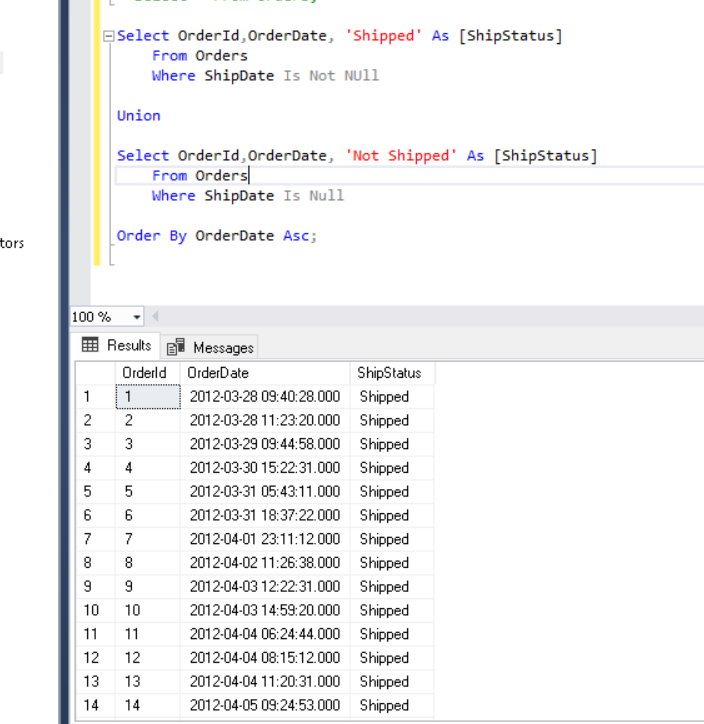 Select OrderId,OrderDate, 'Shipped' As [ShipStatus]
From Orders
Where ShipDate Is Not NUll
Union
Select OrderId,OrderDate, 'Not Shipped' As [ShipStatus]
From Orders
Where ShipDate Is Null
Order By OrderDate Asc;
tors
100 %
Results Messages
OrderId OrderDate ShipStatus
1 1 2012-03-28 09:40:28.000 Shipped
2 2 2012-03-28 11:23:20.000 Shipped
3 3 2012-03-29 09:44:58.000 Shipped
4 4 2012-03-30 15:22:31.000 Shipped
5 5 2012-03-31 05:43:11.000 Shipped
6 6 2012-03-31 18:37:22.000 Shipped
7 7 2012-04-01 23:11:12.000 Shipped
8 8 2012-04-02 11:26:38.000 Shipped
9 9 2012-04-03 12:22:31.000 Shipped
10 10 2012-04-03 14:59:20.000 Shipped
11 11 2012-04-04 06:24:44.000 Shipped
12 12 2012-04-04 08:15:12.000 Shipped
13 13 2012-04-04 11:20:31.000 Shipped
14 14 2012-04-05 09:24:53.000 Shipped